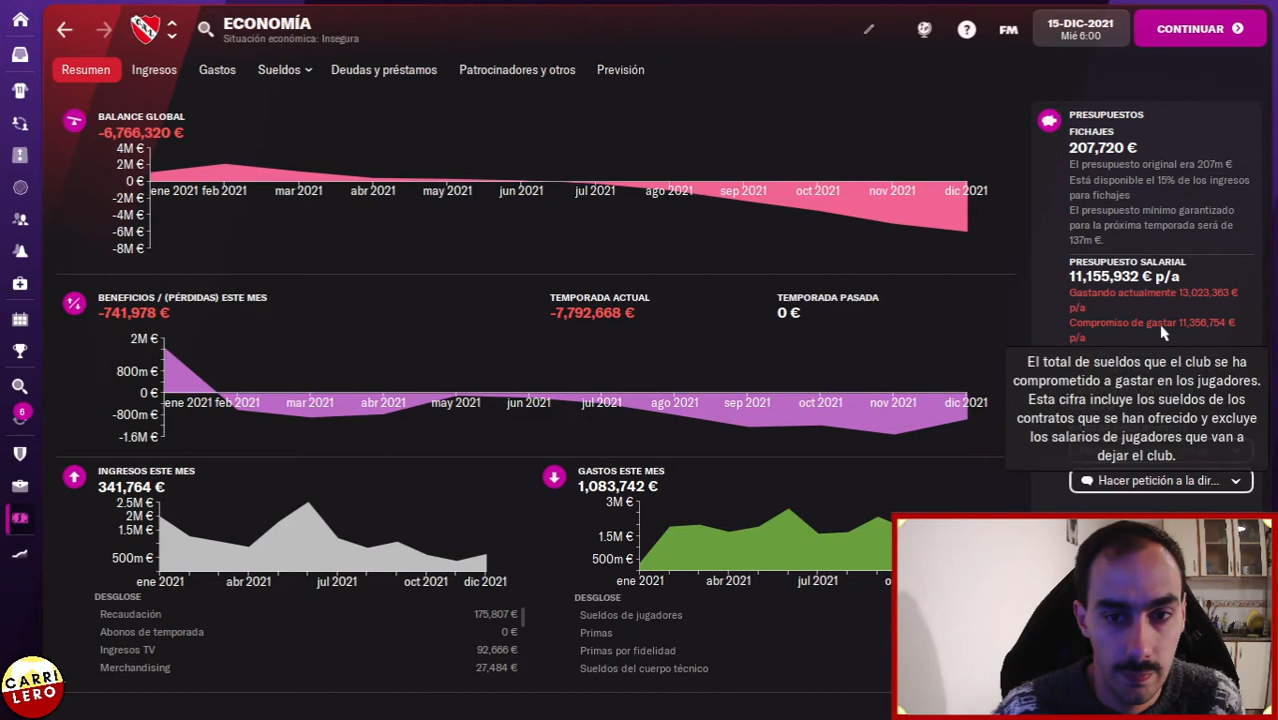 ECONOMÍA
Situación económica: Insegura
?
FM
15-DIC-2021
Mié 6:00
CONTINUAR
Resumen
Ingresos
Gastos
Sueldos
Deudas y préstamos
Patrocinadores y otros
Previsión
BALANCE GLOBAL
-6,766,320 €
4M €
2M €
0 €
-2M €
-4M €
-6M €
-8M €
ene 2021 feb 2021 mar 2021 abr 2021 may 2021 jun 2021 jul 2021 ago 2021 sep 2021 oct 2021 nov 2021 dic 2021
BENEFICIOS / (PÉRDIDAS) ESTE MES
-741,978 €
TEMPORADA ACTUAL
-7,792,668 €
TEMPORADA PASADA
0 €
2M €
800m €
0 €
-800m €
-1.6M €
ene 2021 feb 2021 mar 2021 abr 2021 may 2021 jun 2021 jul 2021 ago 2021 sep 2021 oct 2021 nov 2021 dic 2021
INGRESOS ESTE MES
341,764 €
2.5M €
2M €
1.5M €
500m €
ene 2021 abr 2021 jul 2021 oct 2021 dic 2021
DESGLOSE
Recaudación 175,807 €
Abonos de temporada 0 €
Ingresos TV 92,666 €
Merchandising 27,484 €
GASTOS ESTE MES
1,083,742 €
3M €
1.5M €
500m €
ene 2021 abr 2021 jul 2021
DESGLOSE
Sueldos de jugadores
Primas
Primas por fidelidad
Sueldos del cuerpo técnico
PRESUPUESTOS
FICHAJES
207,720 €
El presupuesto original era 207m €
Está disponible el 15% de los ingresos
para fichajes
El presupuesto mínimo garantizado
para la próxima temporada será de
137m €.
PRESUPUESTO SALARIAL
11,155,932 € p/a
Gastando actualmente 13,023,363 €
p/a
Compromiso de gastar 11,356,754 €
p/a
El total de sueldos que el club se ha
comprometido a gastar en los jugadores.
Esta cifra incluye los sueldos de los
contratos que se han ofrecido y excluye
los salarios de jugadores que van a
dejar el club.
Hacer petición a la dir...
6
11
CARRI
LERO